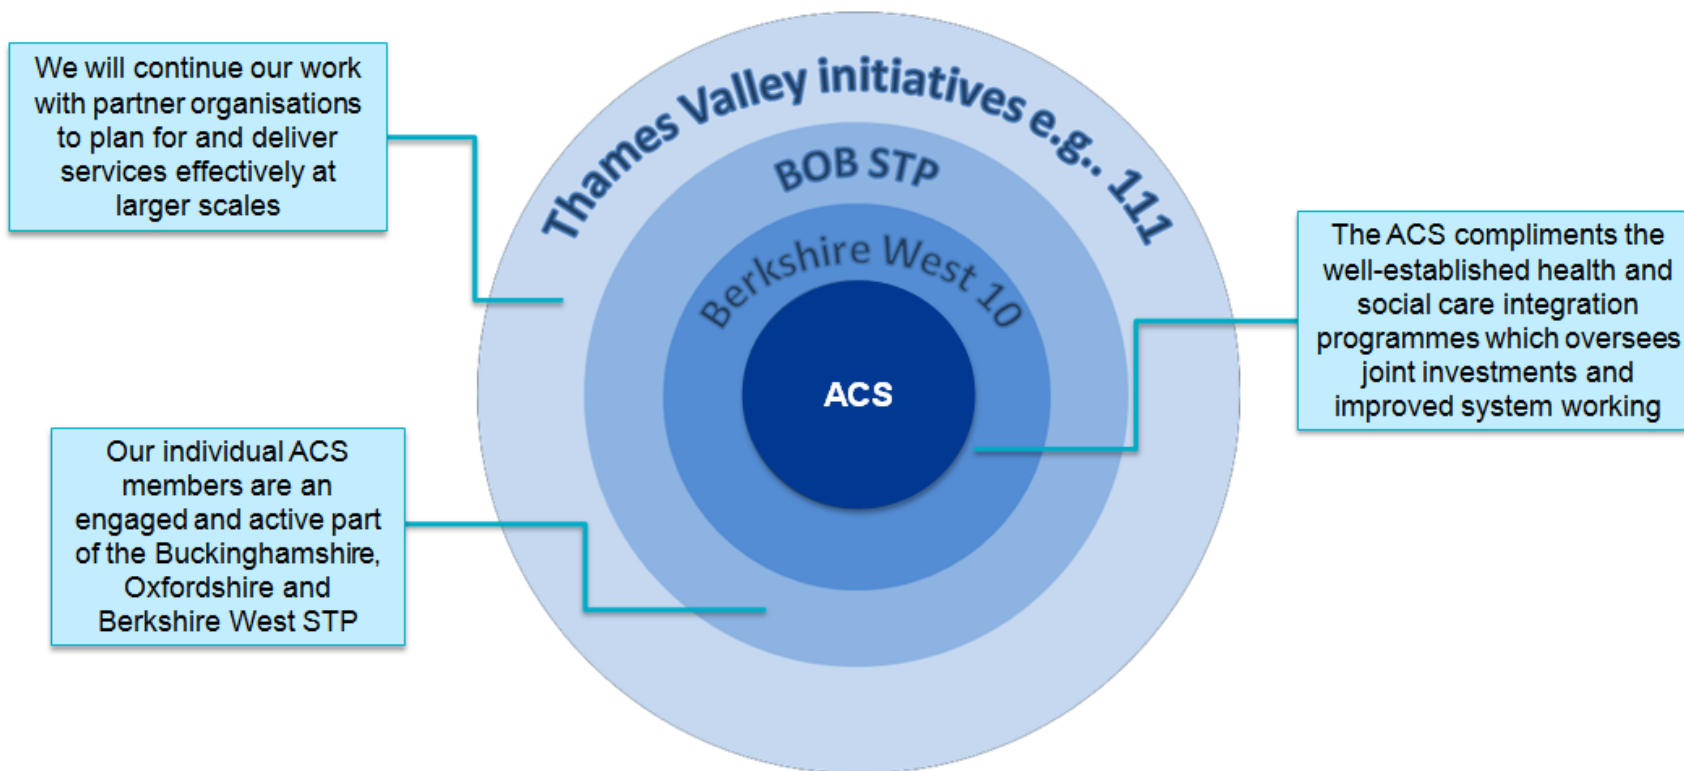 We will continue our work
with partner organisations
to plan for and deliver
services effectively at
larger scales
Thames Valley initiatives e.g.. 111
BOB STP
Berkshire West 10
ACS
The ACS compliments the
well-established health and
social care integration
programmes which oversees
joint investments and
improved system working
Our individual ACS
members are an
engaged and active part
of the Buckinghamshire,
Oxfordshire and
Berkshire West STP